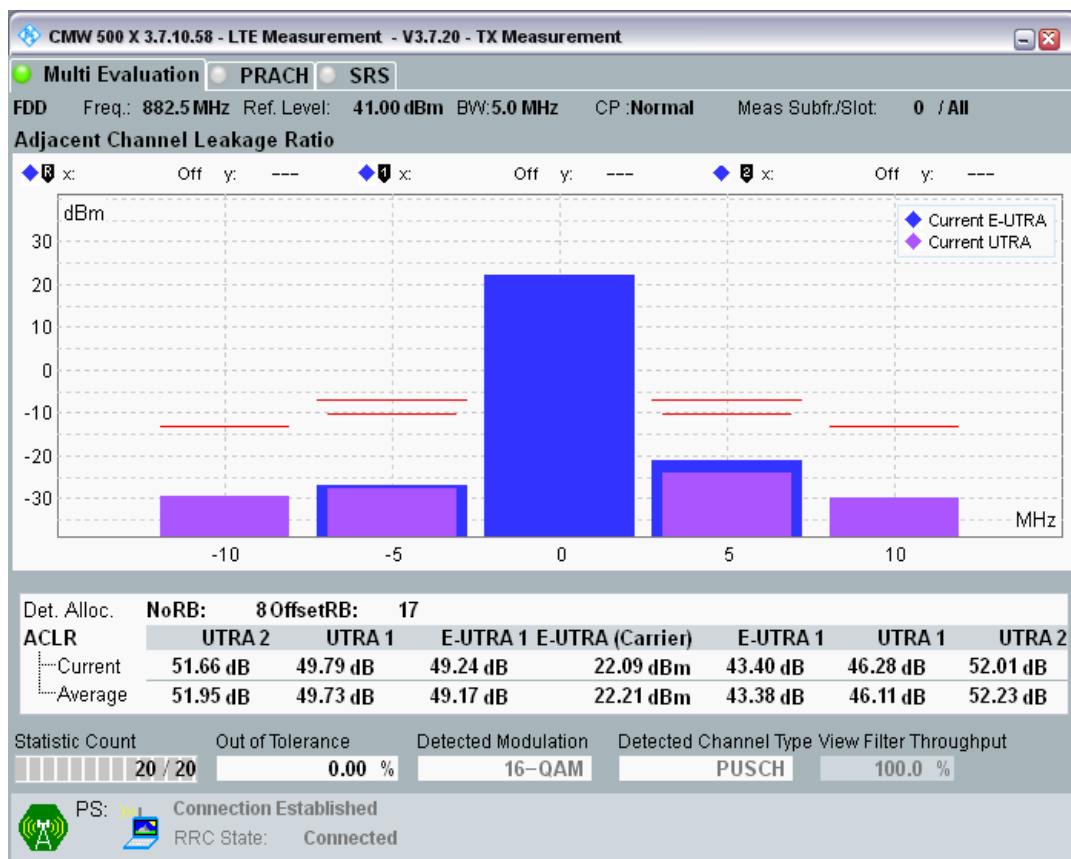 CMW 500 X 3.7.10.58 - LTE Measurement - V3.7.20 - TX Measurement
Multi Evaluation PRACH SRS
FDD Freq.: 882.5 MHz Ref. Level: 41.00 dBm BW:5.0 MHz CP :Normal Meas Subfr./Slot: 0 / All
Adjacent Channel Leakage Ratio
R x: Off y: --- 1 x: Off y: --- 2 x: Off y: ---
dBm
Current E-UTRA
Current UTRA
30
20
10
0
-10
-20
-30
MHz
-10 -5 0 5 10
Det. Alloc. NoRB: 8 OffsetRB: 17
ACLR UTRA 2 UTRA 1 E-UTRA 1 E-UTRA (Carrier) E-UTRA 1 UTRA 1 UTRA 2
Current 51.66 dB 49.79 dB 49.24 dB 22.09 dBm 43.40 dB 46.28 dB 52.01 dB
Average 51.95 dB 49.73 dB 49.17 dB 22.21 dBm 43.38 dB 46.11 dB 52.23 dB
Statistic Count Out of Tolerance Detected Modulation Detected Channel Type View Filter Throughput
20 / 20 0.00 % 16-QAM PUSCH 100.0 %
PS: Connection Established
RRC State: Connected